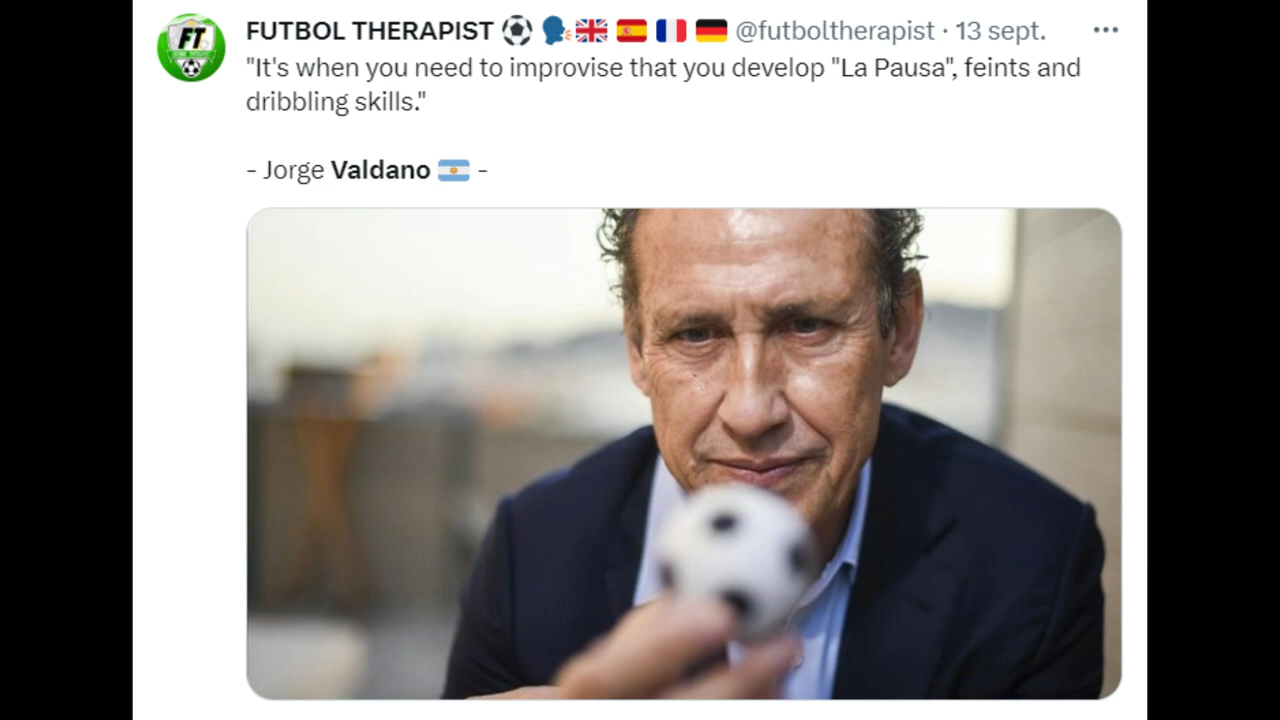 FUTBOL THERAPIST ⚽ 🗣️🇬🇧 🇪🇸 🇫🇷 🇩🇪 @futboltherapist · 13 sept.
"It's when you need to improvise that you develop "La Pausa", feints and
dribbling skills."
- Jorge Valdano 🇦🇷 -
FT